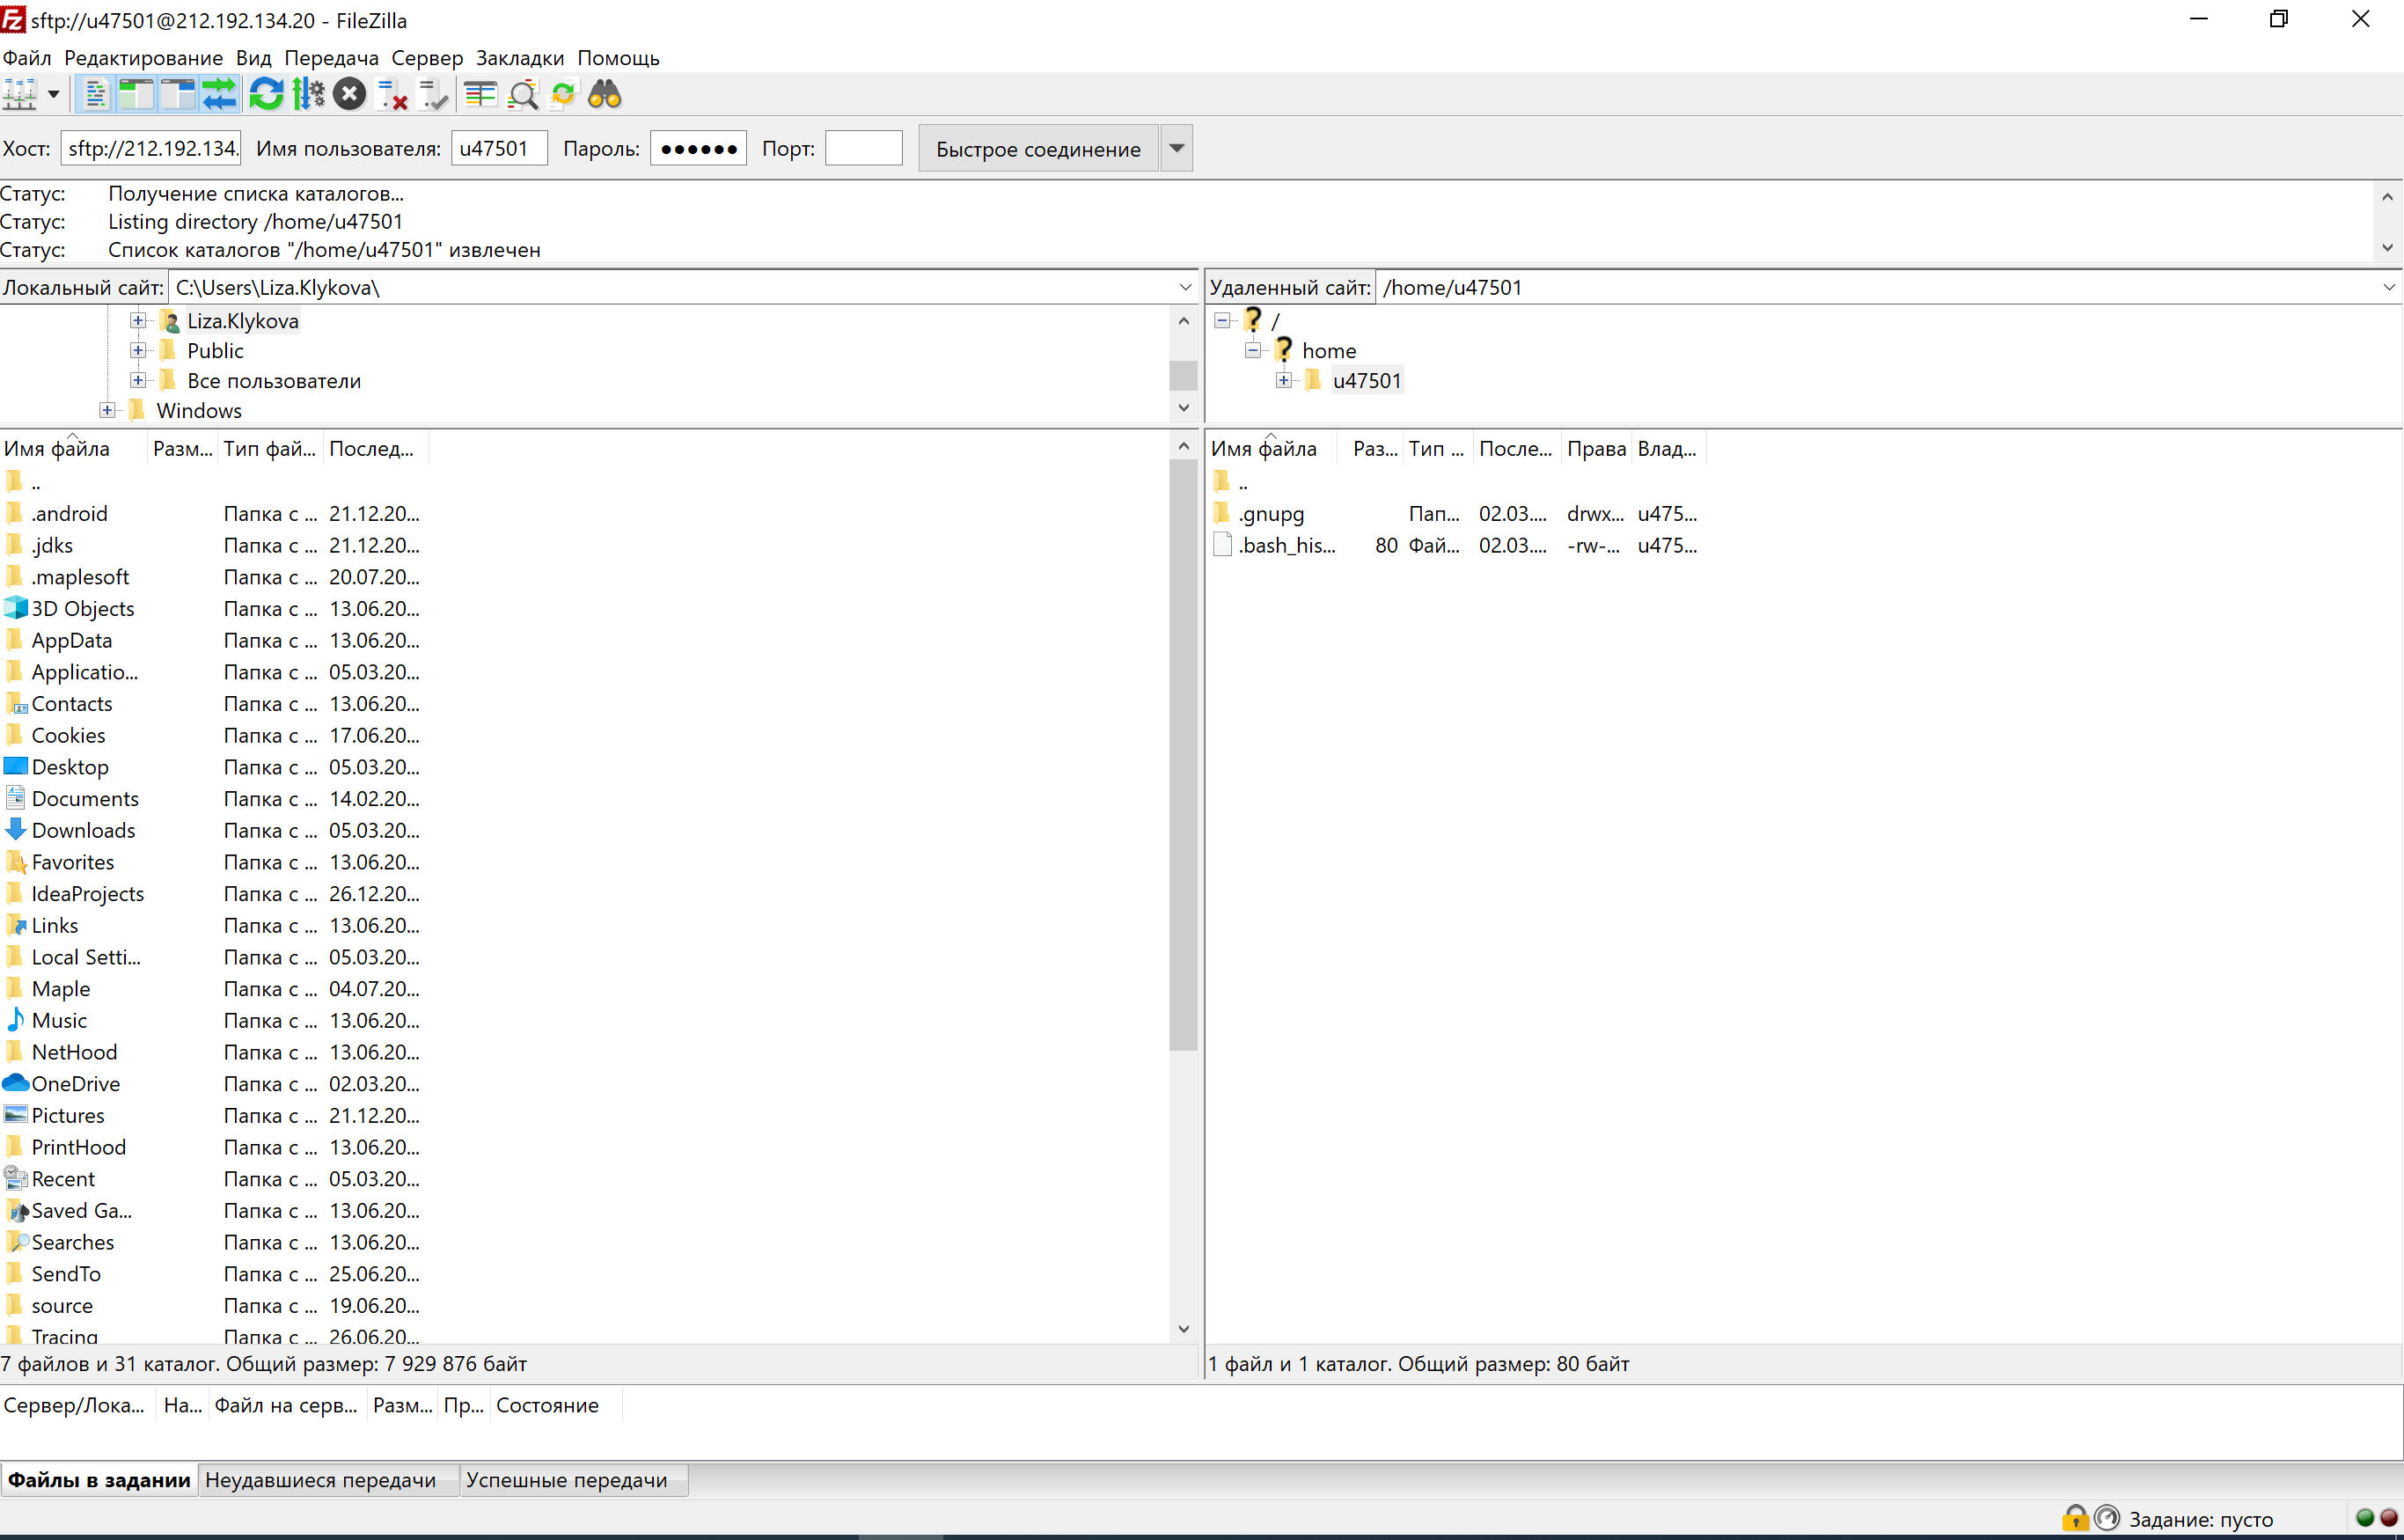 sftp://u47501@212.192.134.20 - FileZilla
Файл Редактирование Вид Передача Сервер Закладки Помощь
Хост: sftp://212.192.134. Имя пользователя: u47501 Пароль: ●●●●●● Порт: Быстрое соединение
Статус: Получение списка каталогов...
Статус: Listing directory /home/u47501
Статус: Список каталогов "/home/u47501" извлечен
Локальный сайт: C:\Users\Liza.Klykova\
Liza.Klykova
Public
Все пользователи
Windows
Имя файла Разм... Тип фай... Послед...
..
.android Папка с ... 21.12.20...
.jdks Папка с ... 21.12.20...
.maplesoft Папка с ... 20.07.20...
3D Objects Папка с ... 13.06.20...
AppData Папка с ... 13.06.20...
Applicatio... Папка с ... 05.03.20...
Contacts Папка с ... 13.06.20...
Cookies Папка с ... 17.06.20...
Desktop Папка с ... 05.03.20...
Documents Папка с ... 14.02.20...
Downloads Папка с ... 05.03.20...
Favorites Папка с ... 13.06.20...
IdeaProjects Папка с ... 26.12.20...
Links Папка с ... 13.06.20...
Local Setti... Папка с ... 05.03.20...
Maple Папка с ... 04.07.20...
Music Папка с ... 13.06.20...
NetHood Папка с ... 13.06.20...
OneDrive Папка с ... 02.03.20...
Pictures Папка с ... 21.12.20...
PrintHood Папка с ... 13.06.20...
Recent Папка с ... 05.03.20...
Saved Ga... Папка с ... 13.06.20...
Searches Папка с ... 13.06.20...
SendTo Папка с ... 25.06.20...
source Папка с ... 19.06.20...
Tracing Папка с ... 26.06.20...
7 файлов и 31 каталог. Общий размер: 7 929 876 байт
Удаленный сайт: /home/u47501
/
home
u47501
Имя файла Раз... Тип ... После... Права Влад...
..
.gnupg Пап... 02.03.... drwx... u475...
.bash_his... 80 Фай... 02.03.... -rw-... u475...
1 файл и 1 каталог. Общий размер: 80 байт
Сервер/Лока... На... Файл на серв... Разм... Пр... Состояние
Файлы в задании Неудавшиеся передачи Успешные передачи
Задание: пусто